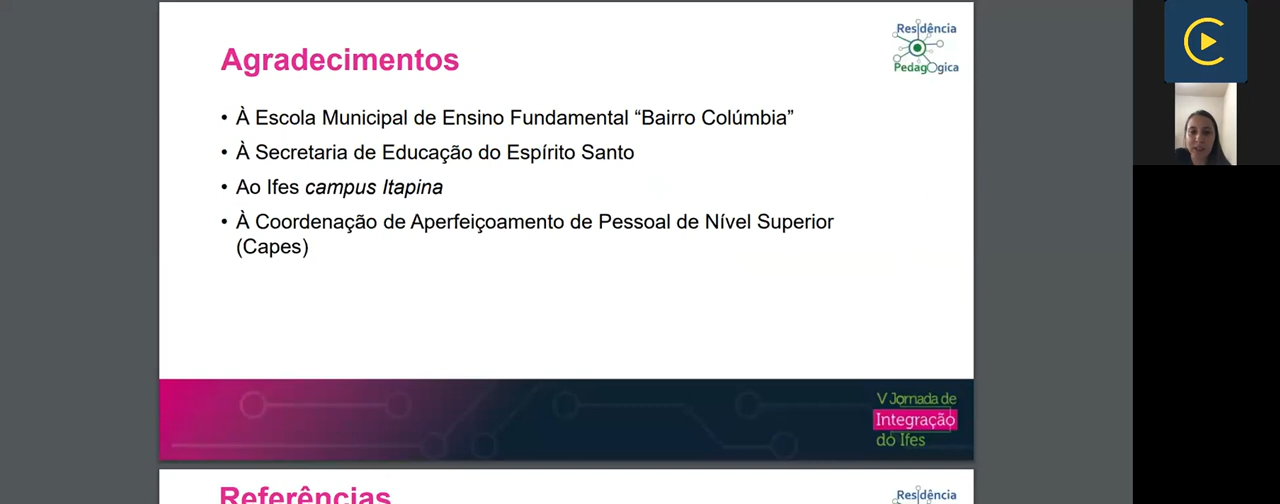 Agradecimentos
Residência
Pedagógica
• À Escola Municipal de Ensino Fundamental “Bairro Colúmbia”
• À Secretaria de Educação do Espírito Santo
• Ao Ifes campus Itapina
• À Coordenação de Aperfeiçoamento de Pessoal de Nível Superior
(Capes)
V Jornada de
Integração
do Ifes
Referências
Residência